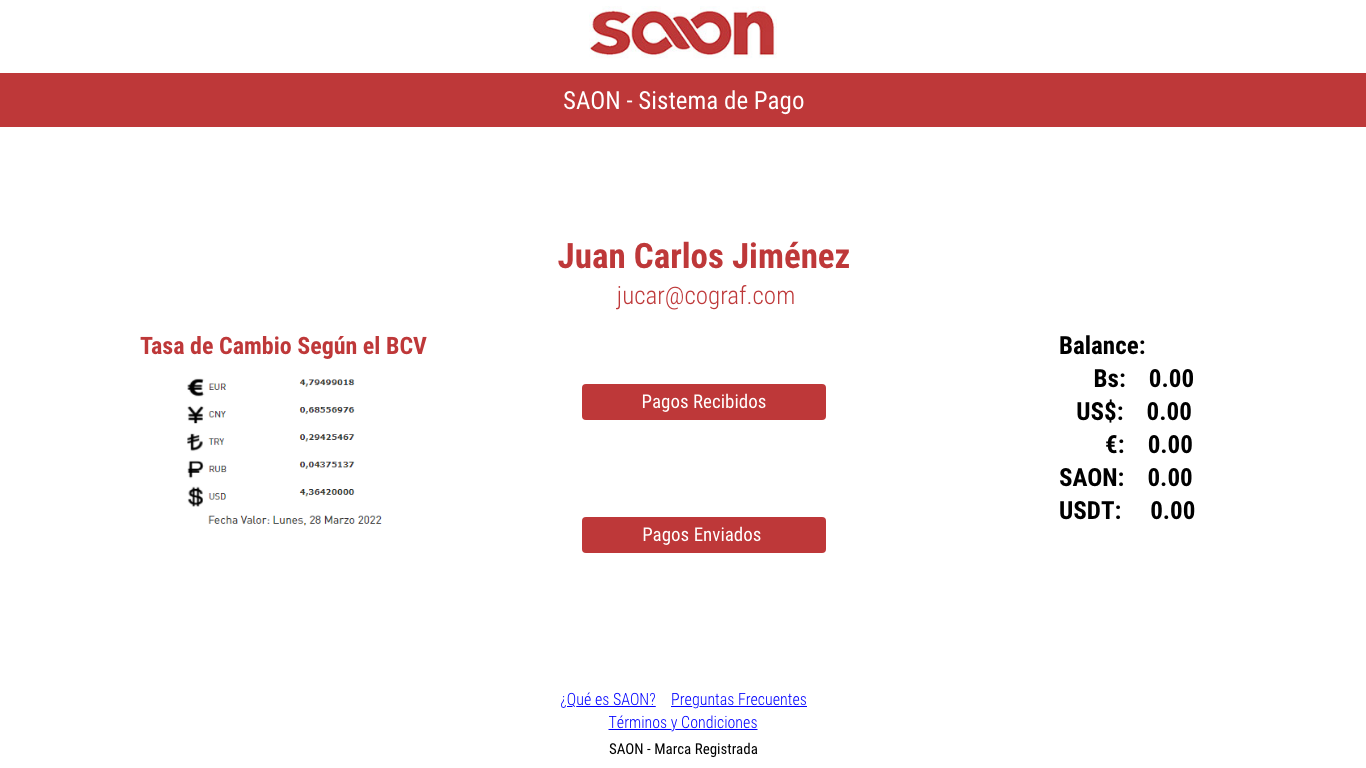 saon
SAON - Sistema de Pago
Juan Carlos Jiménez
jucar@cograf.com
Tasa de Cambio Según el BCV
€ EUR 4,79499018
¥ CNY 0,68556976
₺ TRY 0,29425467
₽ RUB 0,04375137
$ USD 4,36420000
Fecha Valor: Lunes, 28 Marzo 2022
Pagos Recibidos
Pagos Enviados
Balance:
Bs: 0.00
US$: 0.00
€: 0.00
SAON: 0.00
USDT: 0.00
¿Qué es SAON? Preguntas Frecuentes
Términos y Condiciones
SAON - Marca Registrada